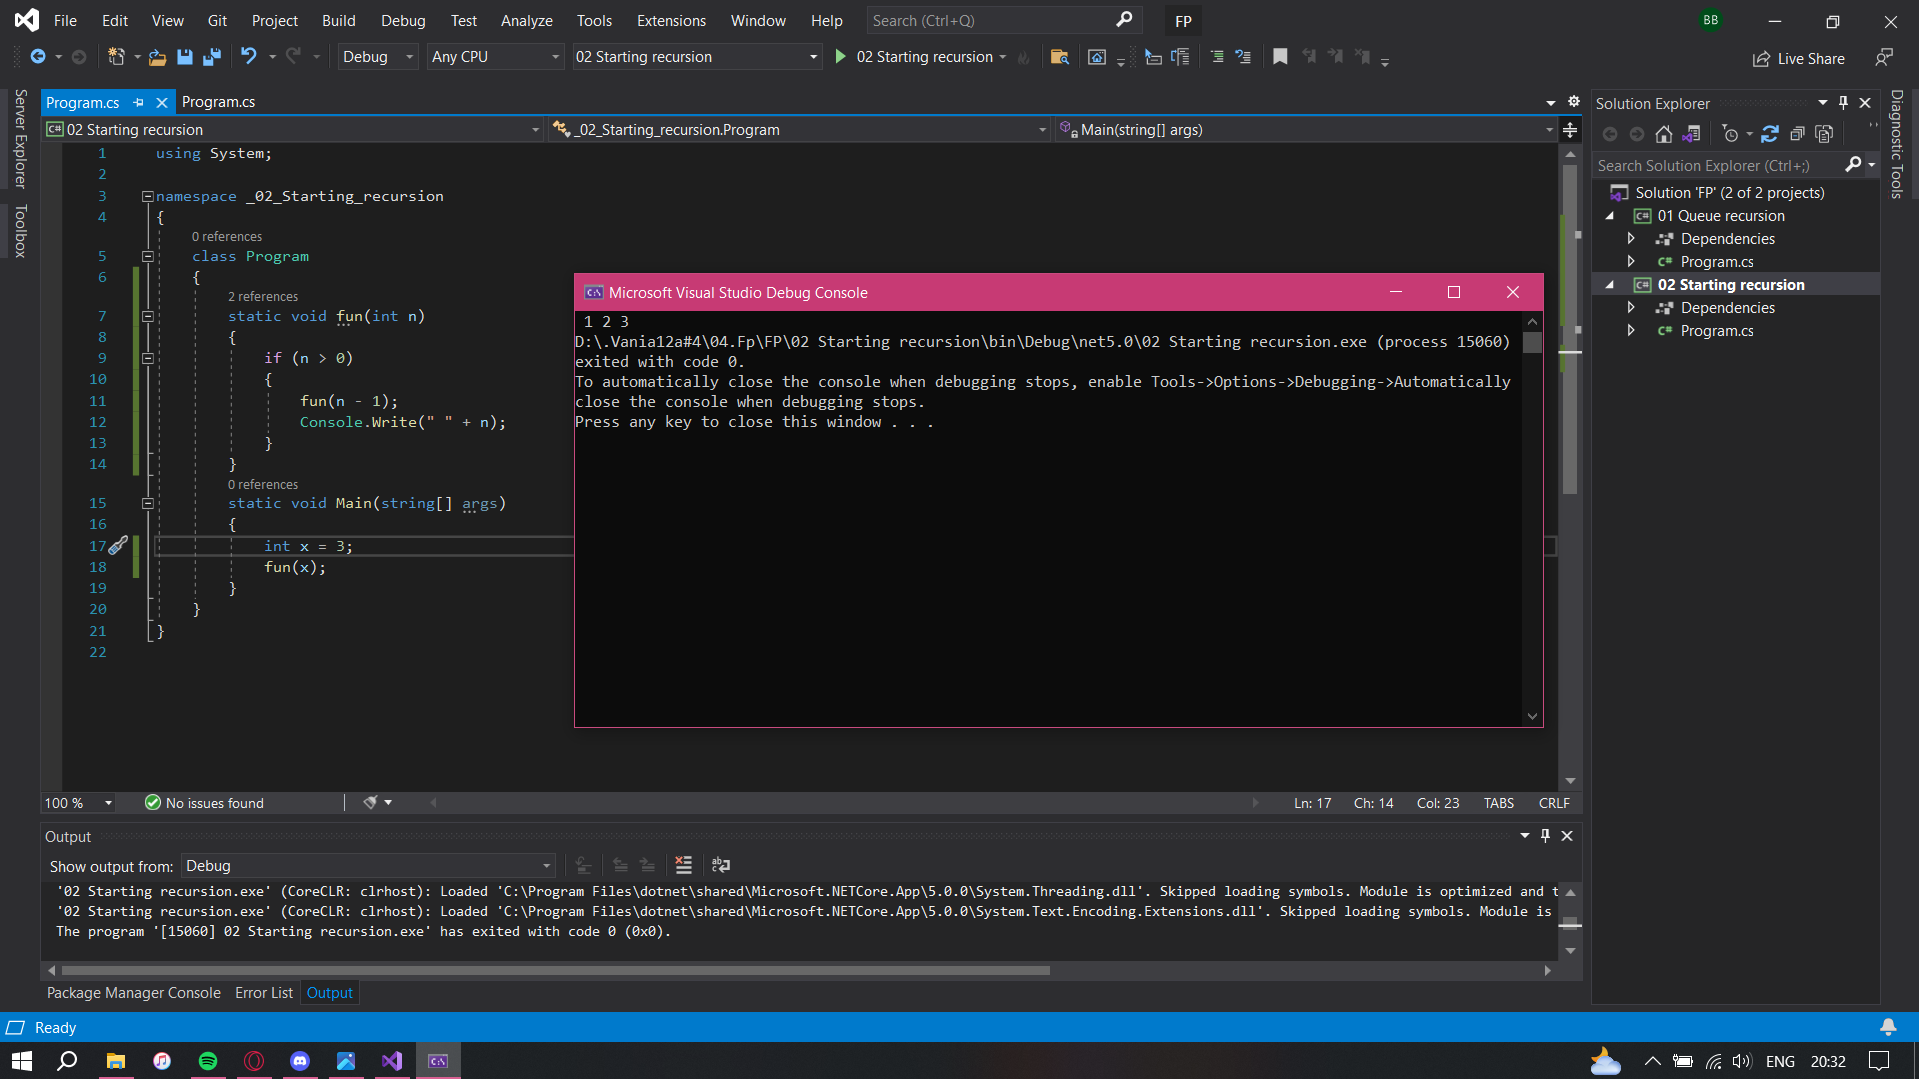 File Edit View Git Project Build Debug Test Analyze Tools Extensions Window Help Search (Ctrl+Q) FP BB
Debug Any CPU 02 Starting recursion 02 Starting recursion Live Share
Server Explorer
Toolbox
Program.cs Program.cs
02 Starting recursion _02_Starting_recursion.Program Main(string[] args)
1 using System;
2
3 namespace _02_Starting_recursion
4 {
0 references
5 class Program
6 {
2 references
7 static void fun(int n)
8 {
9 if (n > 0)
10 {
11 fun(n - 1);
12 Console.Write(" " + n);
13 }
14 }
0 references
15 static void Main(string[] args)
16 {
17 int x = 3;
18 fun(x);
19 }
20 }
21 }
22
Microsoft Visual Studio Debug Console
1 2 3
D:\.Vania12a#4\04.Fp\FP\02 Starting recursion\bin\Debug\net5.0\02 Starting recursion.exe (process 15060)
exited with code 0.
To automatically close the console when debugging stops, enable Tools->Options->Debugging->Automatically
close the console when debugging stops.
Press any key to close this window . . .
Solution Explorer
Search Solution Explorer (Ctrl+;)
Solution 'FP' (2 of 2 projects)
01 Queue recursion
Dependencies
Program.cs
02 Starting recursion
Dependencies
Program.cs
Diagnostic Tools
100 % No issues found Ln: 17 Ch: 14 Col: 23 TABS CRLF
Output
Show output from: Debug
'02 Starting recursion.exe' (CoreCLR: clrhost): Loaded 'C:\Program Files\dotnet\shared\Microsoft.NETCore.App\5.0.0\System.Threading.dll'. Skipped loading symbols. Module is optimized and t
'02 Starting recursion.exe' (CoreCLR: clrhost): Loaded 'C:\Program Files\dotnet\shared\Microsoft.NETCore.App\5.0.0\System.Text.Encoding.Extensions.dll'. Skipped loading symbols. Module is
The program '[15060] 02 Starting recursion.exe' has exited with code 0 (0x0).
Package Manager Console Error List Output
Ready
ENG 20:32